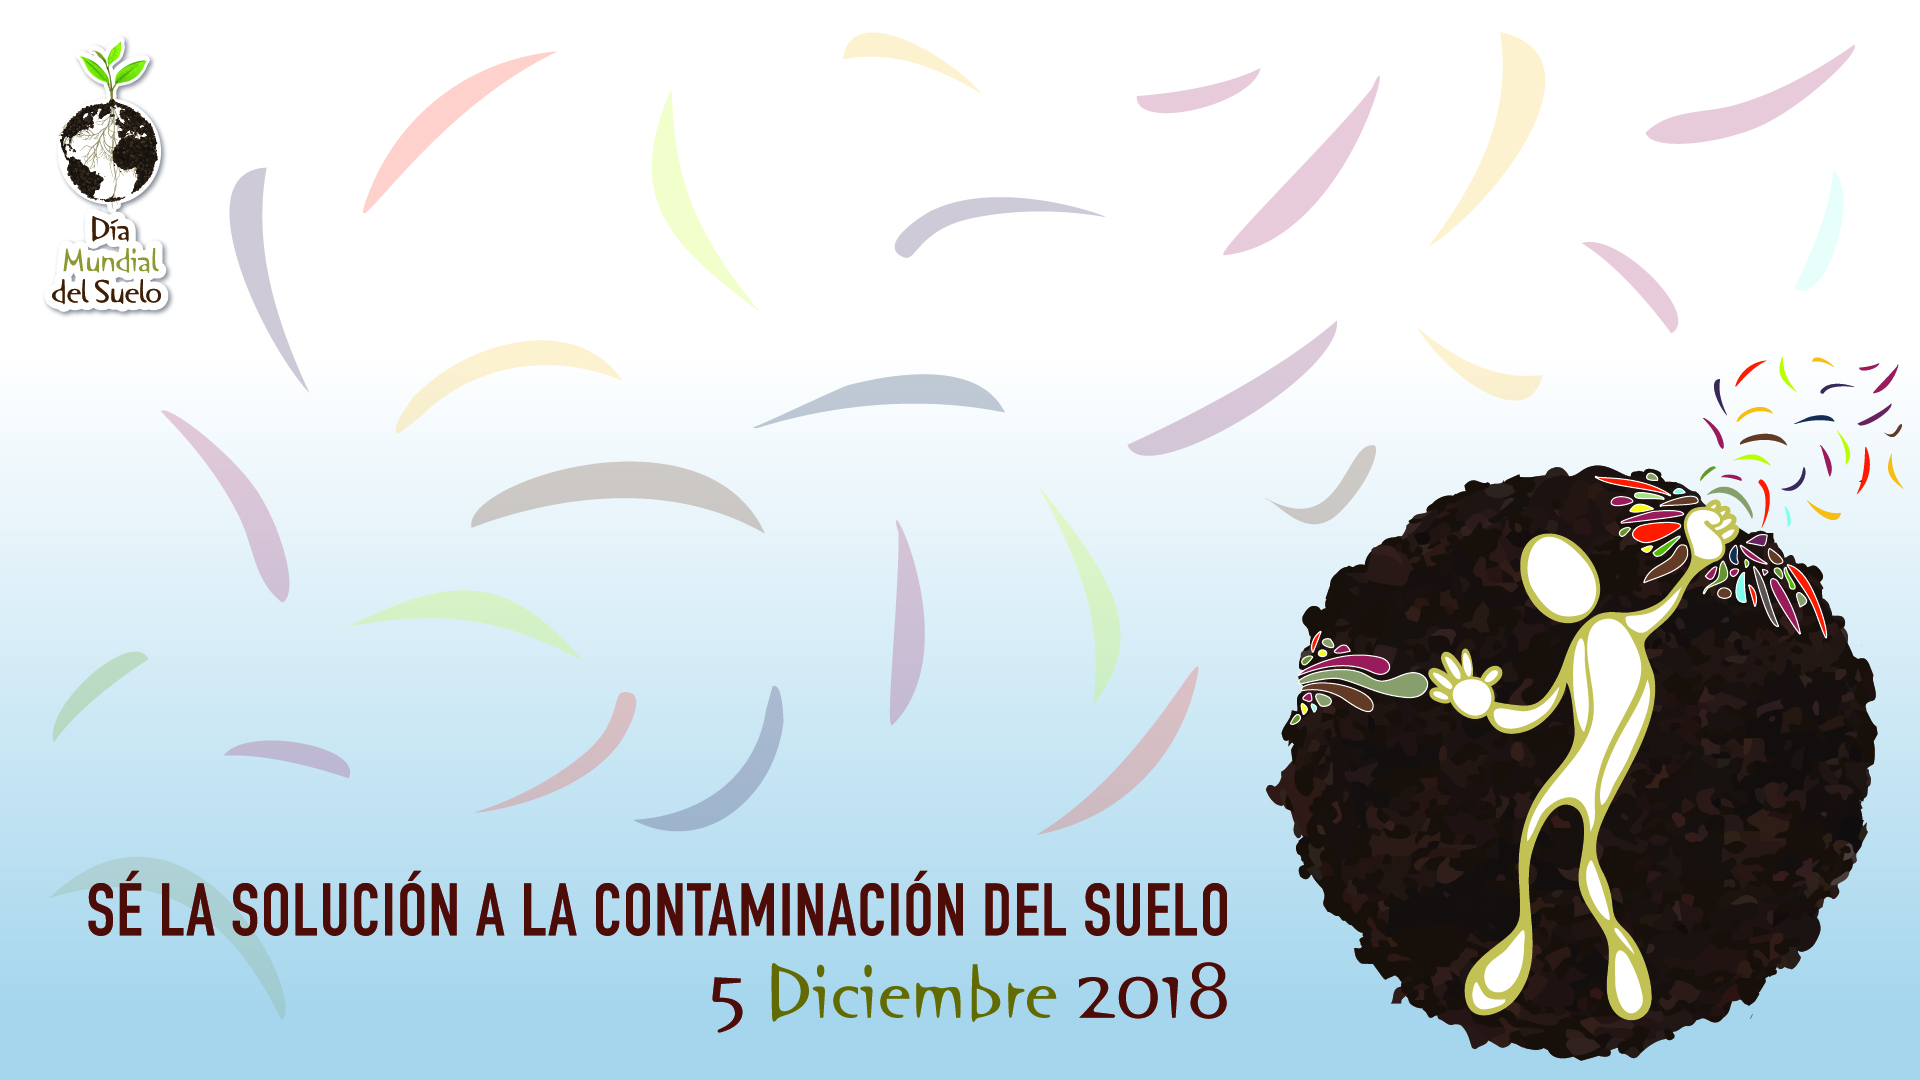 Día
Mundial
del Suelo
SÉ LA SOLUCIÓN A LA CONTAMINACIÓN DEL SUELO
5 Diciembre 2018